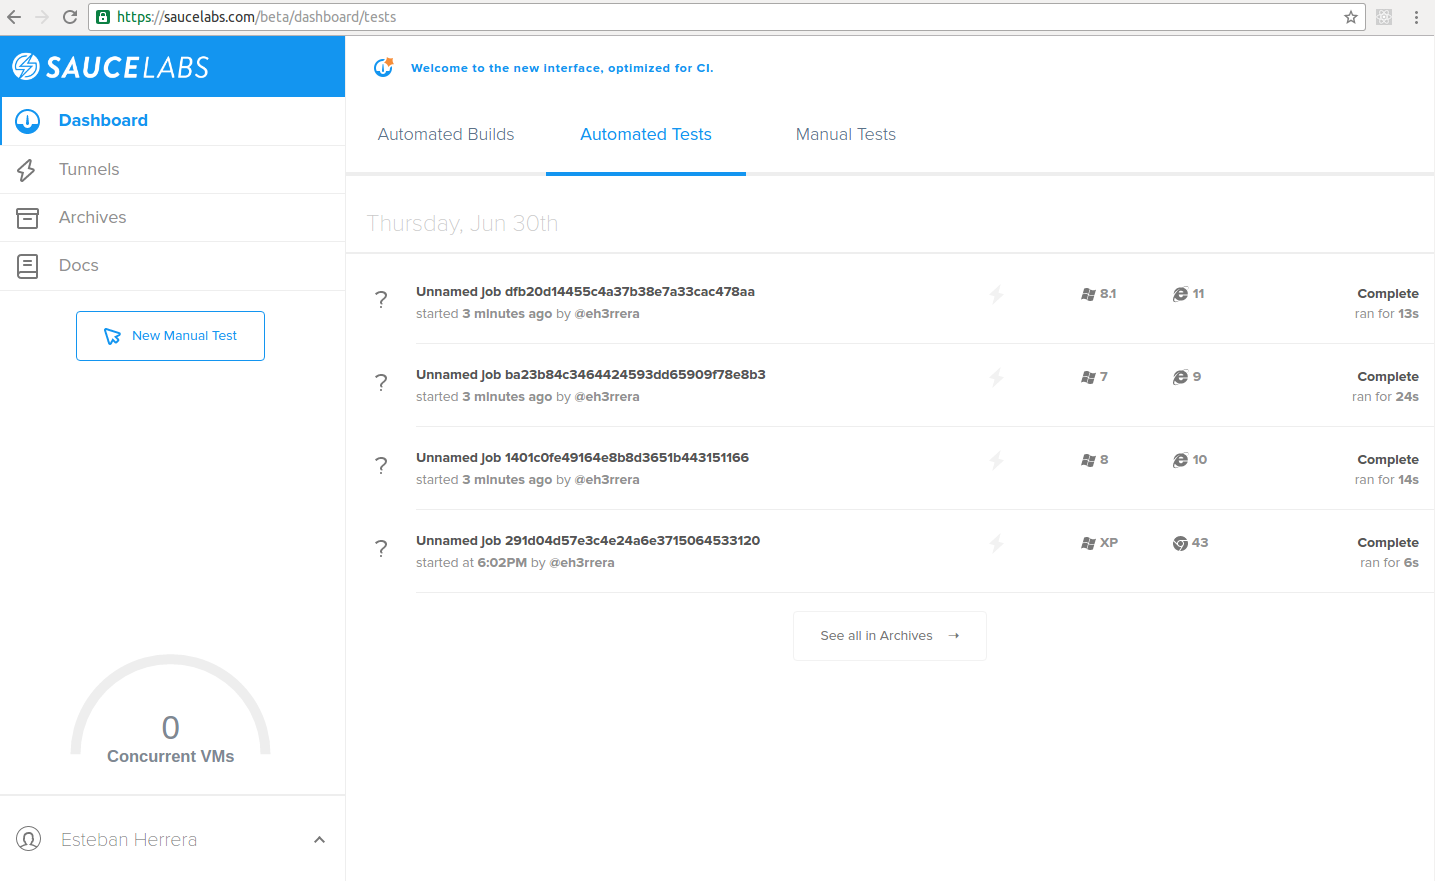 https://saucelabs.com/beta/dashboard/tests
SAUCELABS
Dashboard
Tunnels
Archives
Docs
New Manual Test
0
Concurrent VMs
Esteban Herrera
Welcome to the new interface, optimized for CI.
Automated Builds Automated Tests Manual Tests
Thursday, Jun 30th
? Unnamed job dfb20d14455c4a37b38e7a33cac478aa 8.1 11 Complete
started 3 minutes ago by @eh3rrera ran for 13s
? Unnamed job ba23b84c3464424593dd65909f78e8b3 7 9 Complete
started 3 minutes ago by @eh3rrera ran for 24s
? Unnamed job 1401c0fe49164e8b8d3651b443151166 8 10 Complete
started 3 minutes ago by @eh3rrera ran for 14s
? Unnamed job 291d04d57e3c4e24a6e3715064533120 XP 43 Complete
started at 6:02PM by @eh3rrera ran for 6s
See all in Archives →